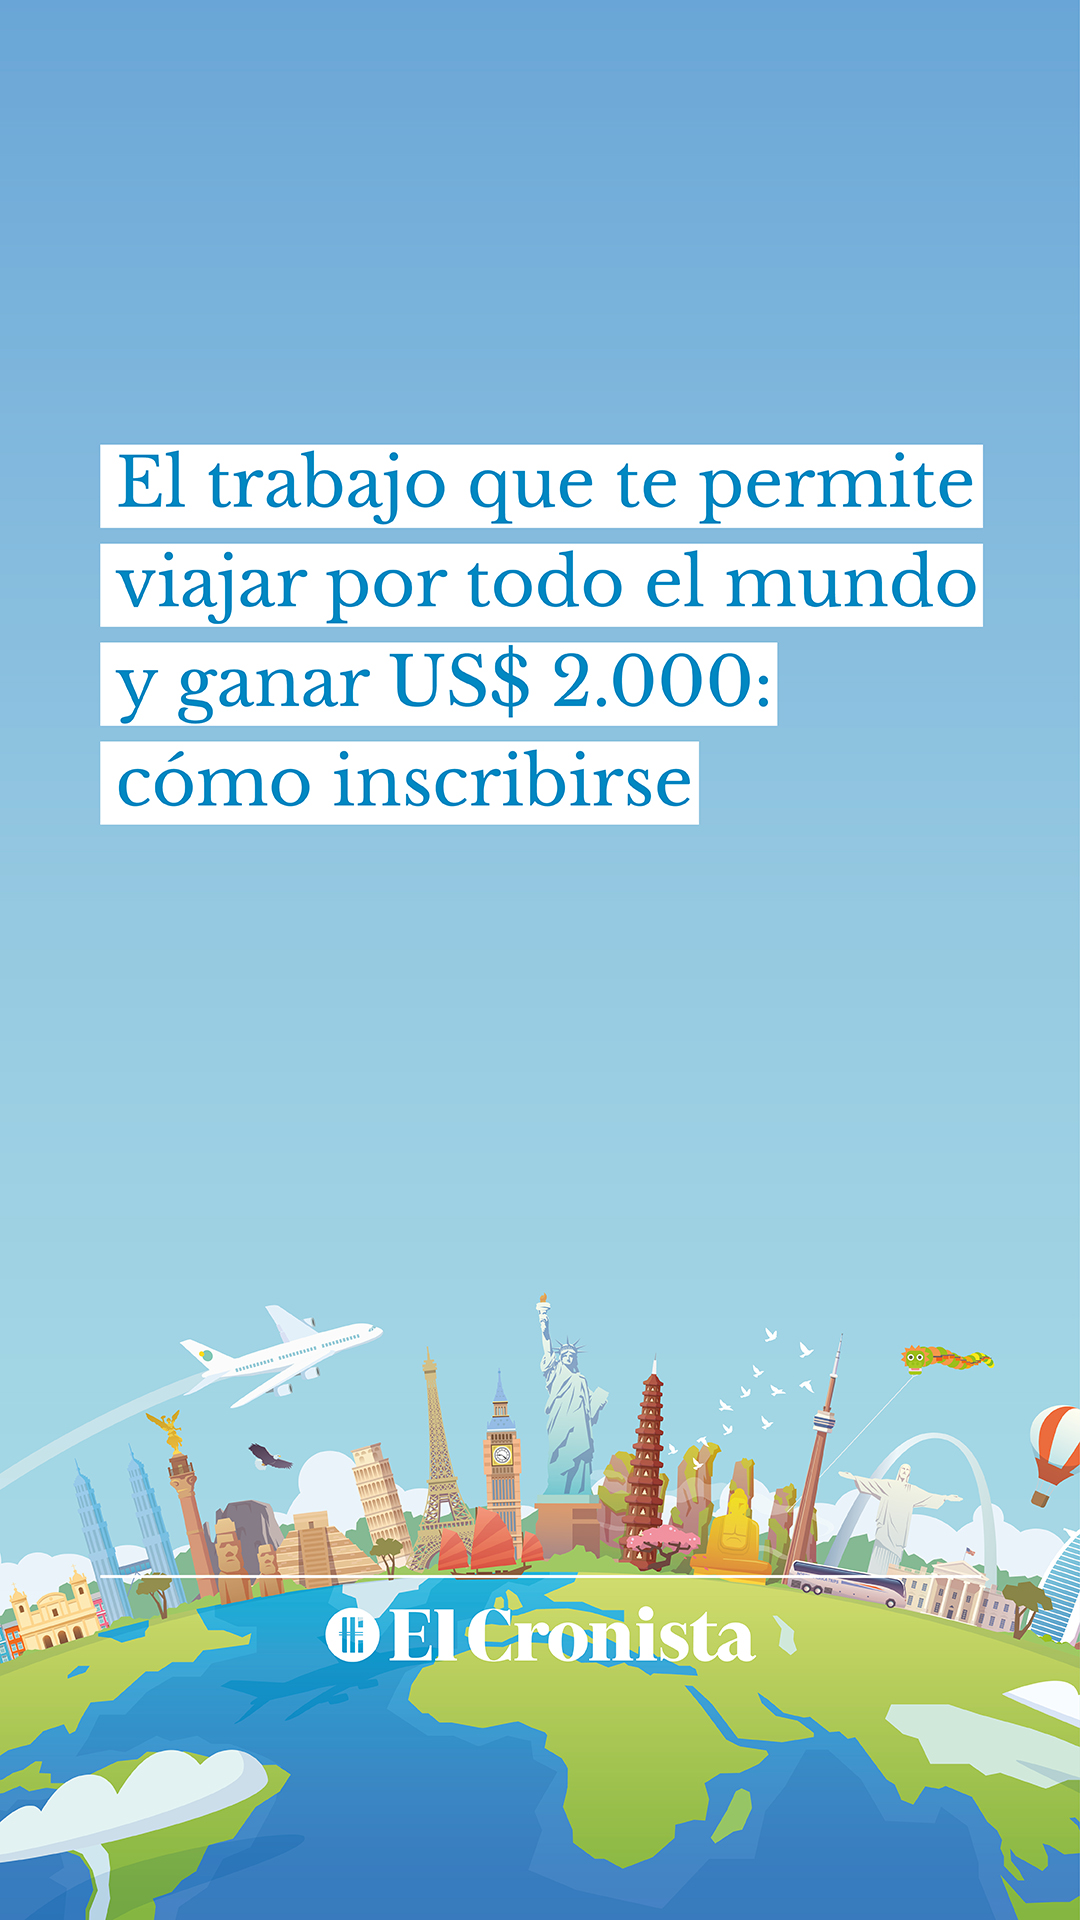 El trabajo que te permite
viajar por todo el mundo
y ganar US$ 2.000:
cómo inscribirse
El Cronista